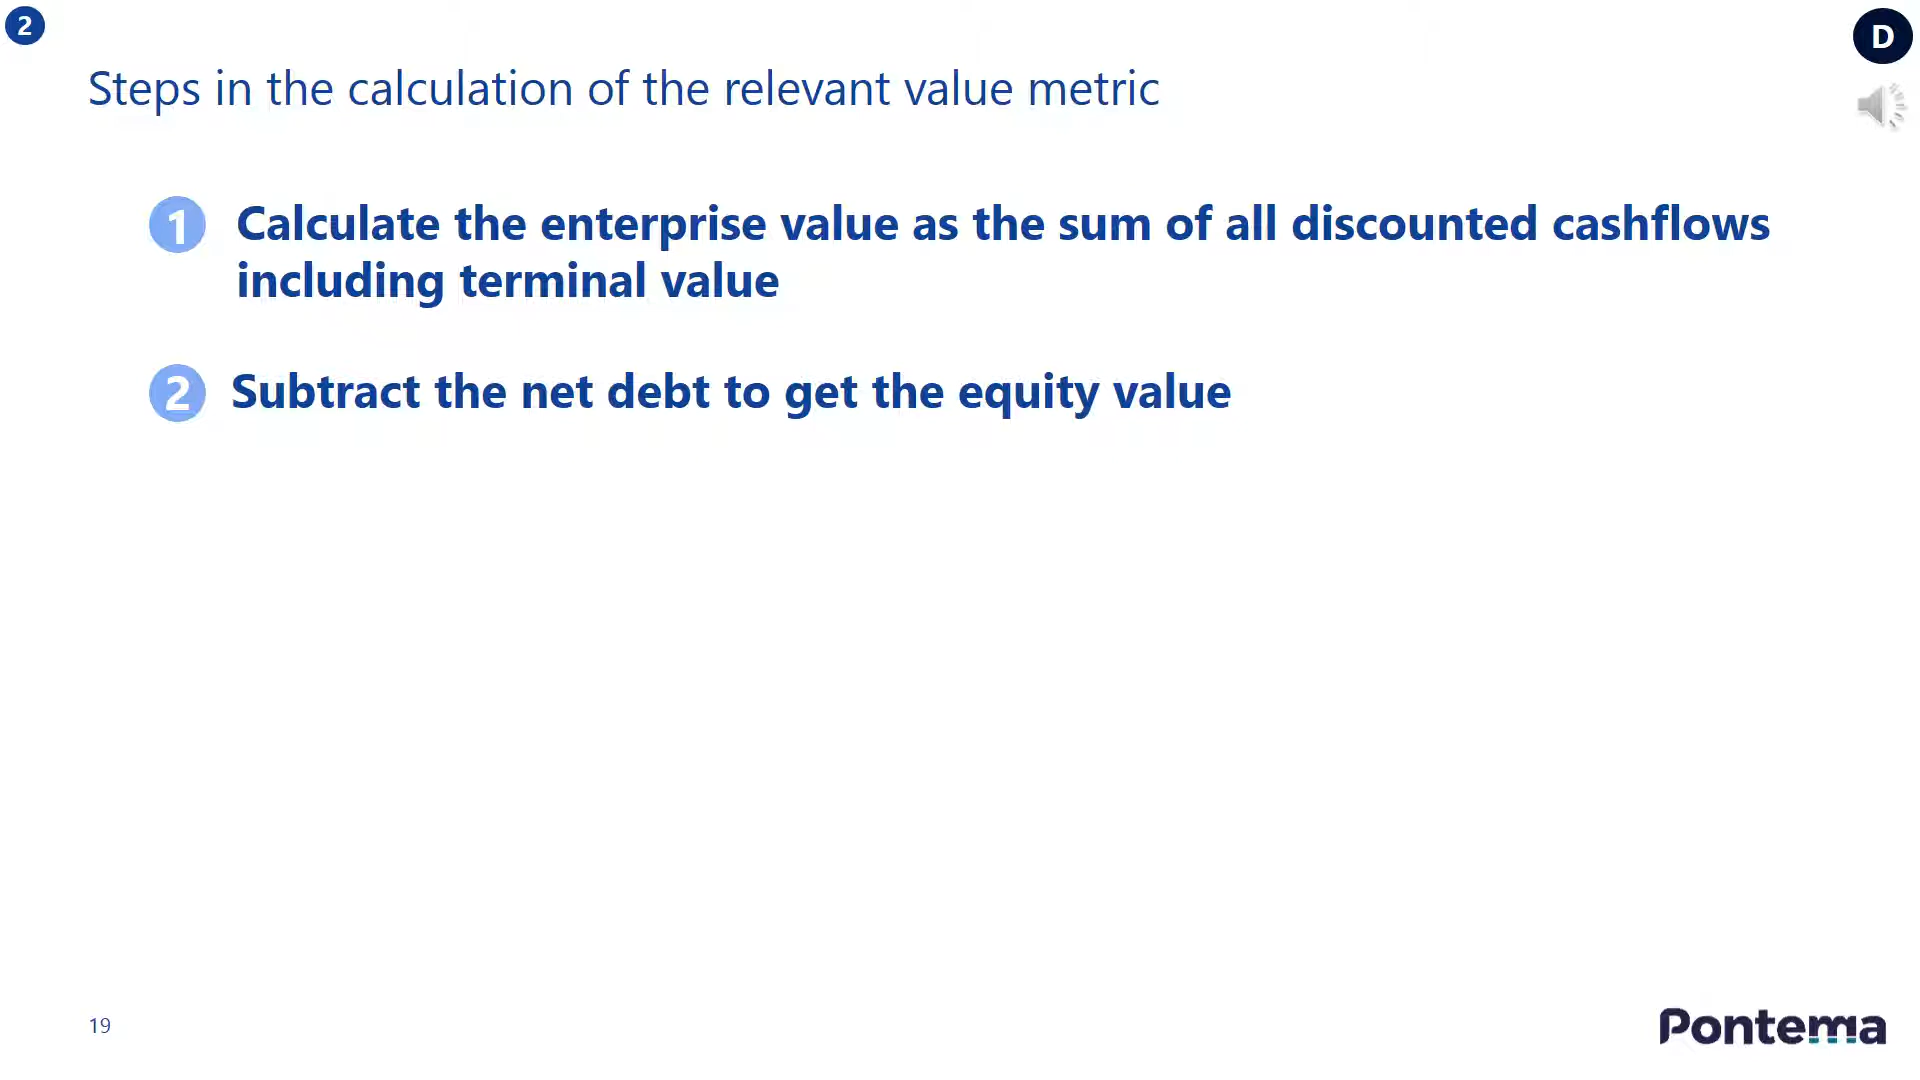 2
D
Steps in the calculation of the relevant value metric
1 Calculate the enterprise value as the sum of all discounted cashflows
including terminal value
2 Subtract the net debt to get the equity value
19
Pontema